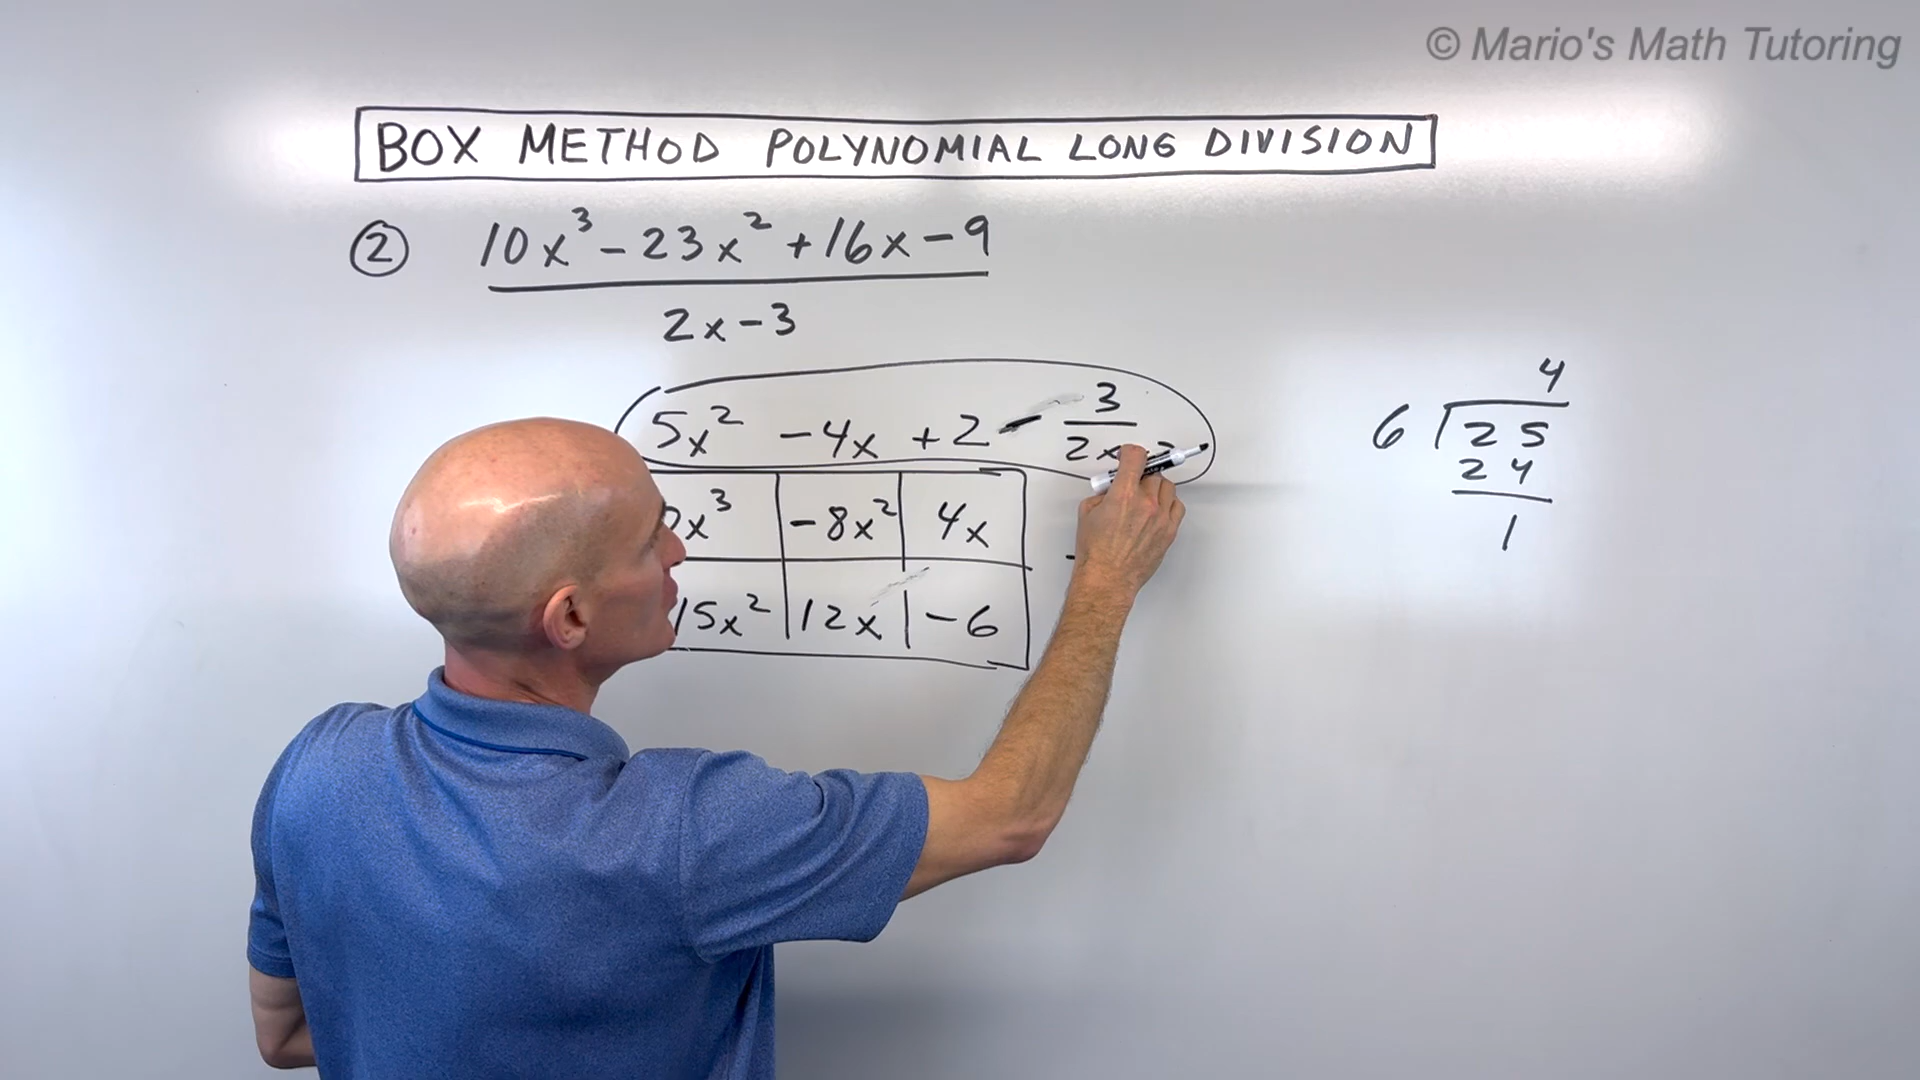 © Mario's Math Tutoring
BOX METHOD POLYNOMIAL LONG DIVISION
② 10x³ - 23x² + 16x - 9
2x - 3
4
6 25
24
1
5x² - 4x + 2 - 3
2x
x³ - 8x² 4x
15x² 12x - 6